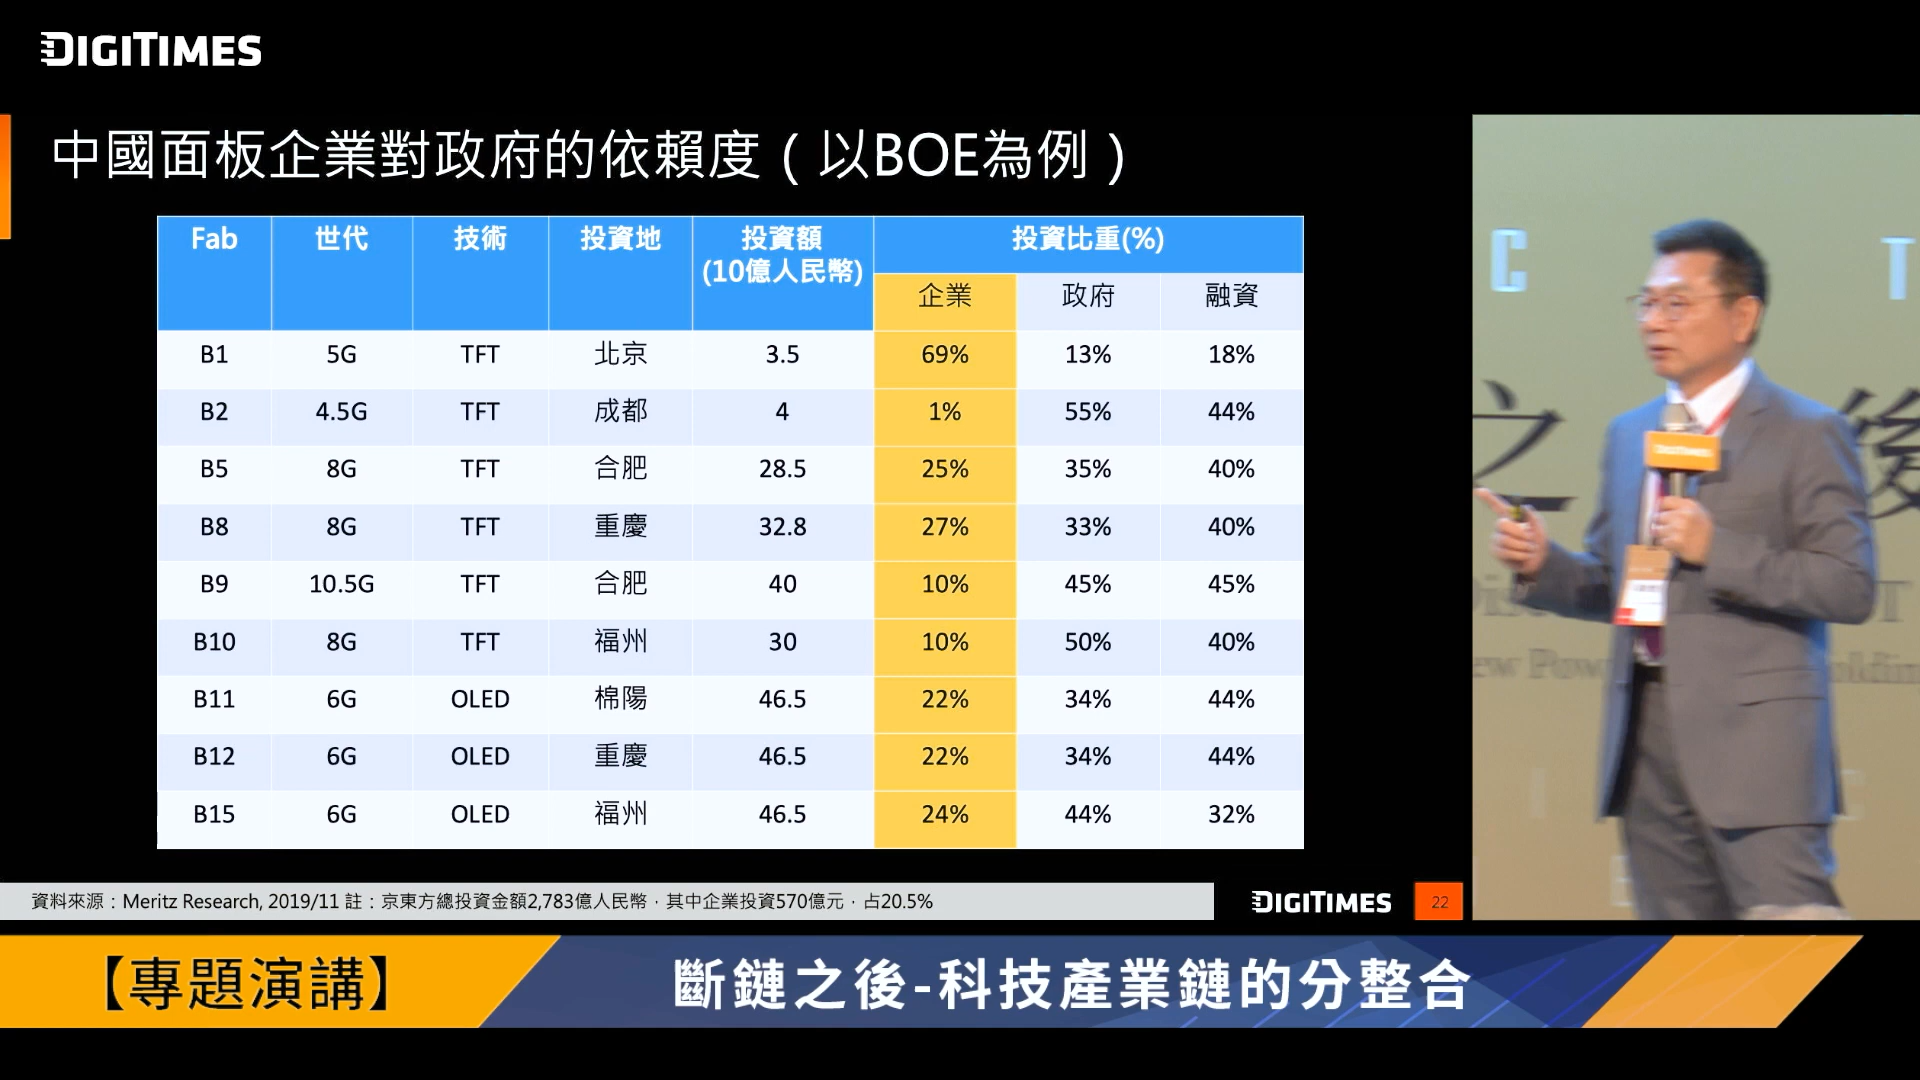 DIGITIMES
中國面板企業對政府的依賴度（以BOE為例）
Fab 世代 技術 投資地 投資額 投資比重(%)
(10億人民幣)
企業 政府 融資
B1 5G TFT 北京 3.5 69% 13% 18%
B2 4.5G TFT 成都 4 1% 55% 44%
B5 8G TFT 合肥 28.5 25% 35% 40%
B8 8G TFT 重慶 32.8 27% 33% 40%
B9 10.5G TFT 合肥 40 10% 45% 45%
B10 8G TFT 福州 30 10% 50% 40%
B11 6G OLED 棉陽 46.5 22% 34% 44%
B12 6G OLED 重慶 46.5 22% 34% 44%
B15 6G OLED 福州 46.5 24% 44% 32%
資料來源：Meritz Research, 2019/11 註：京東方總投資金額2,783億人民幣，其中企業投資570億元，占20.5%
DIGITIMES 22
C T
之 後
DIGITIMES
【專題演講】
斷鏈之後-科技產業鏈的分整合